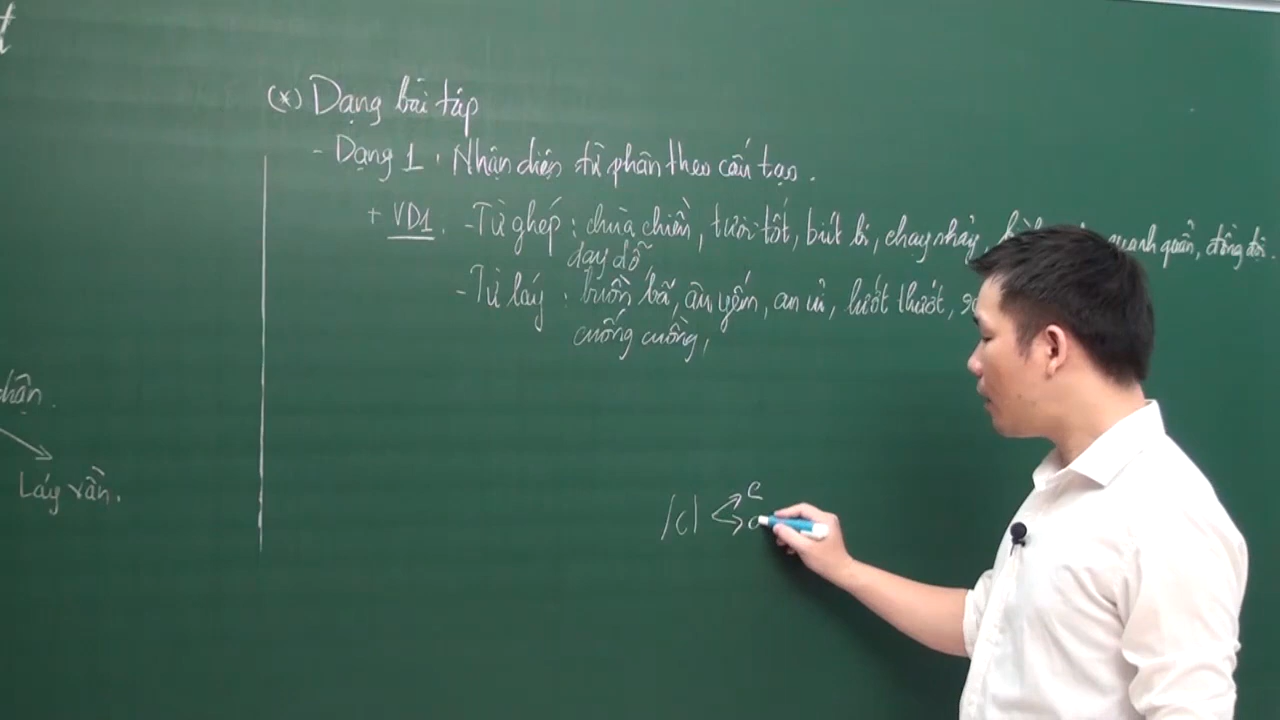 (*) Dạng bài tập
- Dạng 1. Nhận diện từ phân theo cấu tạo.
+ VD1. - Từ ghép: chùa chiền, tươi tốt, bút bi, chạy nhảy, quanh quẩn, đồng đội.
dạy dỗ,
- Từ láy: buồn bã, âu yếm, an ủi, lướt thướt,
cuống cuồng,
Láy vần.
/c/ c